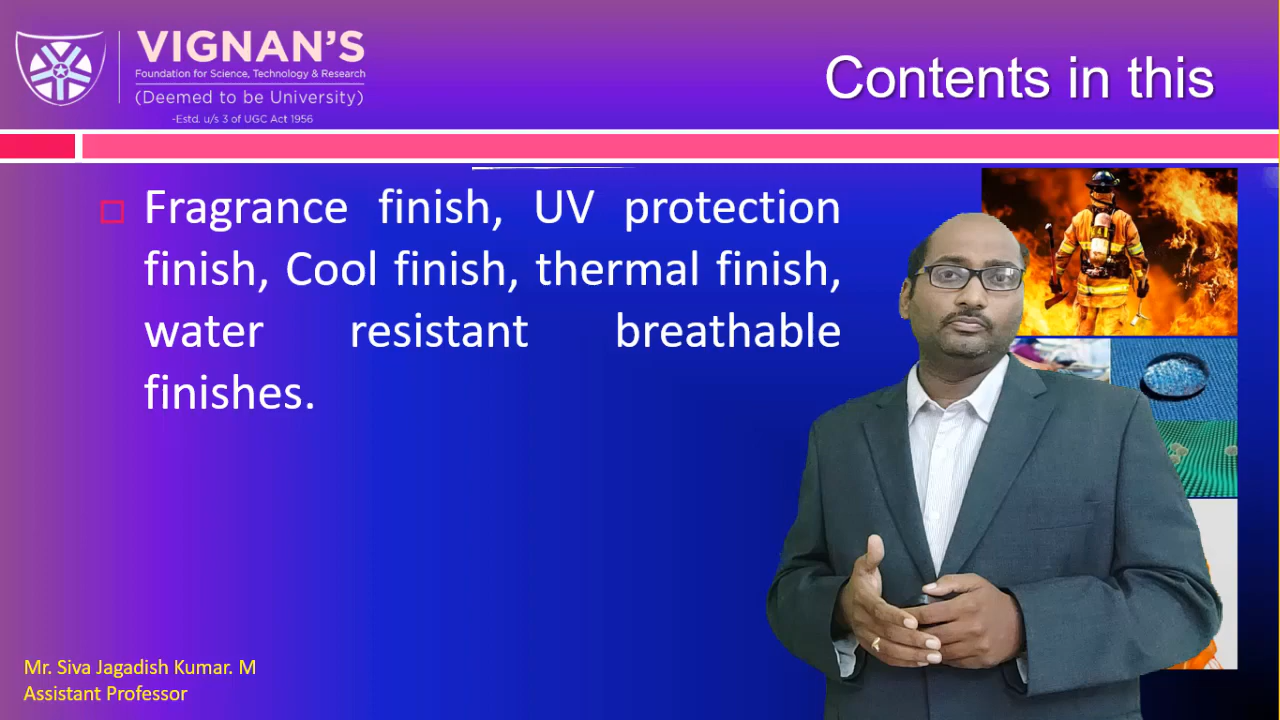 VIGNAN'S
Foundation for Science, Technology & Research
(Deemed to be University)
-Estd. u/s 3 of UGC Act 1956
Contents in this
Fragrance finish, UV protection
finish, Cool finish, thermal finish,
water resistant breathable
finishes.
Mr. Siva Jagadish Kumar. M
Assistant Professor